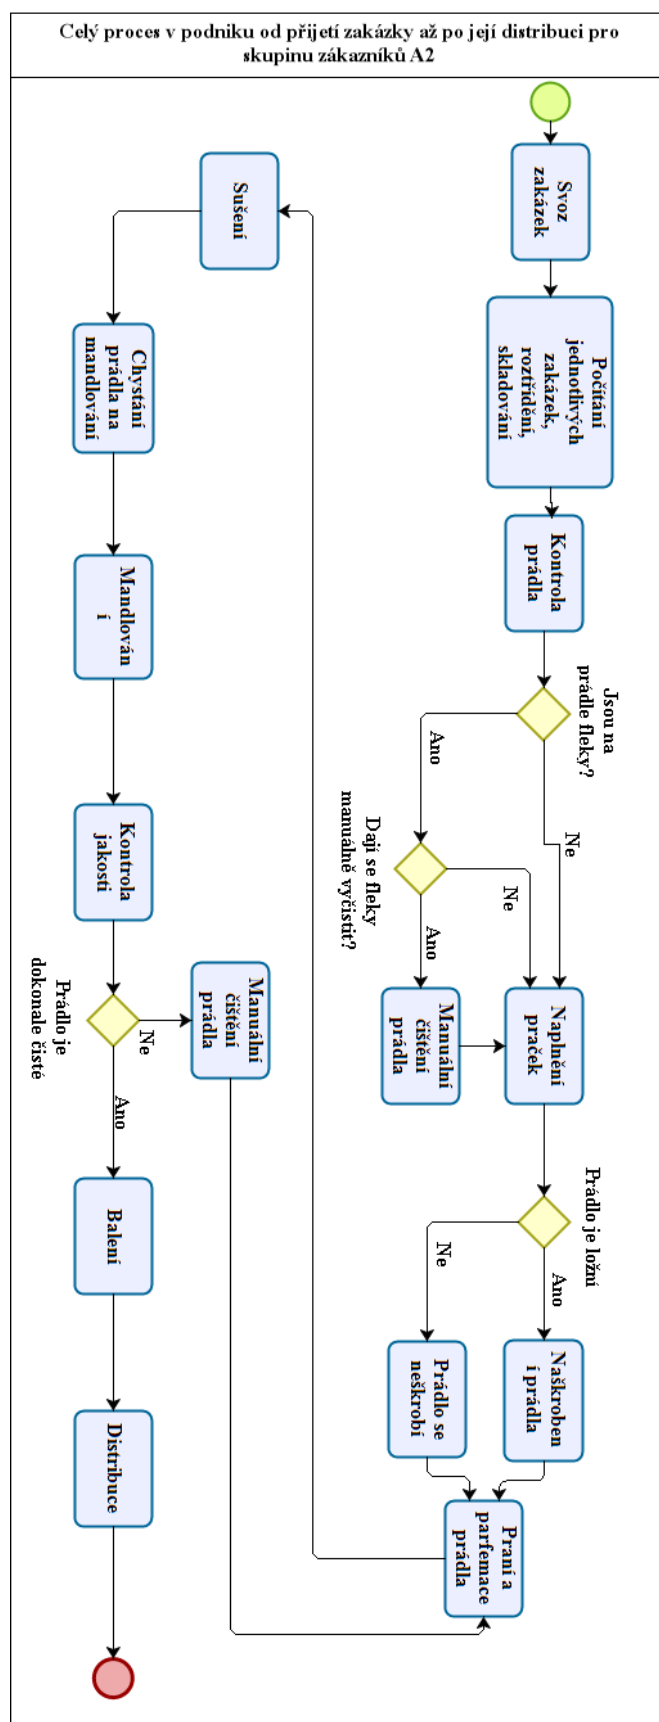 Celý proces v podniku od přijetí zakázky až po její distribuci pro
skupinu zákazníků A2
Svoz
zakázek
Počítání
jednotlivých
zakázek,
roztřídění,
skladování
Kontrola
prádla
Jsou na
prádle fleky?
Ano
Ne
Dají se fleky
manuálně vyčistit?
Ne
Ano
Manuální
čištění
prádla
Naplnění
praček
Prádlo je ložní
Ne
Ano
Prádlo se
neškrobí
Naškroben
í prádla
Praní a
parfemace
prádla
Sušení
Chystání
prádla na
mandlování
Mandlován
í
Kontrola
jakosti
Prádlo je
dokonale čisté
Ne
Ano
Manuální
čištění
prádla
Balení
Distribuce